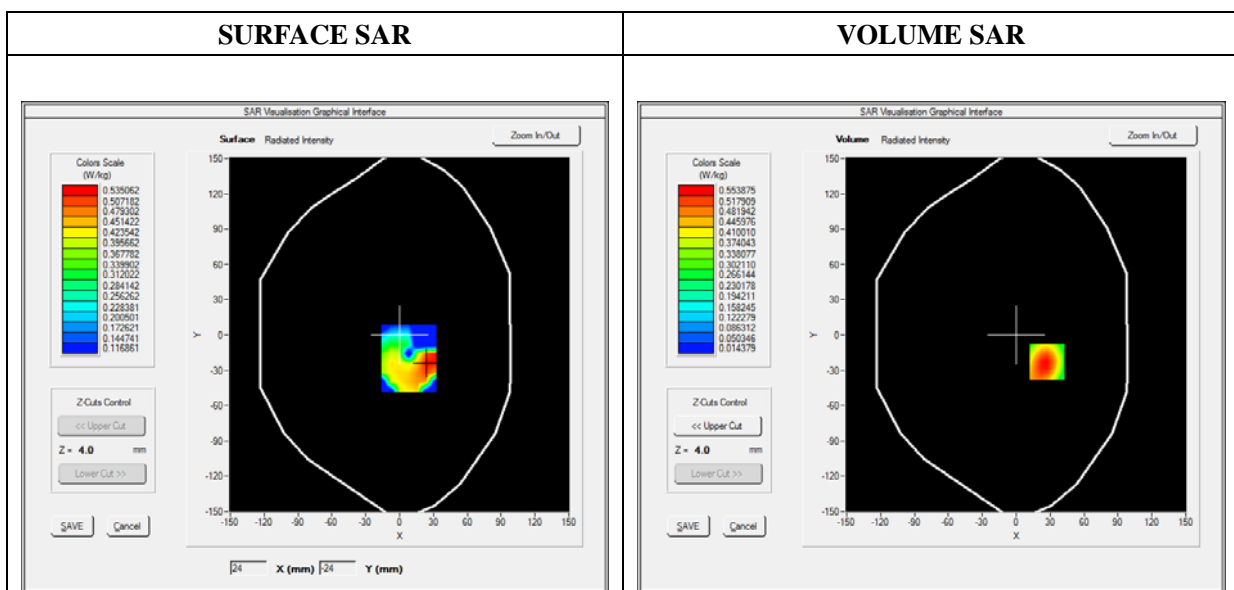 SURFACE SAR
SAR Visualisation Graphical Interface
Surface Radiated Intensity
Zoom In/Out
Colors Scale
(W/kg)
0.535062
0.507182
0.479302
0.451422
0.423542
0.395662
0.367782
0.339902
0.312022
0.284142
0.256262
0.228381
0.200501
0.172621
0.144741
0.116861
Z-Cuts Control
<< Upper Cut
Z = 4.0 mm
Lower Cut >>
SAVE Cancel
150
120
90
60
30
0
-30
-60
-90
-120
-150
Y
-150 -120 -90 -60 -30 0 30 60 90 120 150
X
24 X (mm) -24 Y (mm)
VOLUME SAR
SAR Visualisation Graphical Interface
Volume Radiated Intensity
Zoom In/Out
Colors Scale
(W/kg)
0.553875
0.517909
0.481942
0.445976
0.410010
0.374043
0.338077
0.302110
0.266144
0.230178
0.194211
0.158245
0.122279
0.086312
0.050346
0.014379
Z-Cuts Control
<< Upper Cut
Z = 4.0 mm
Lower Cut >>
SAVE Cancel
150
120
90
60
30
0
-30
-60
-90
-120
-150
Y
-150 -120 -90 -60 -30 0 30 60 90 120 150
X